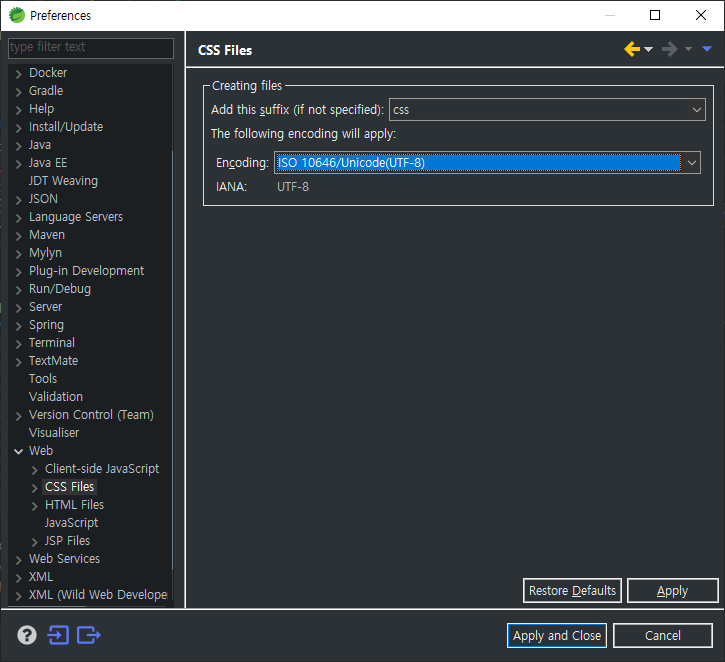 Preferences
type filter text
Docker
Gradle
Help
Install/Update
Java
Java EE
JDT Weaving
JSON
Language Servers
Maven
Mylyn
Plug-in Development
Run/Debug
Server
Spring
Terminal
TextMate
Tools
Validation
Version Control (Team)
Visualiser
Web
Client-side JavaScript
CSS Files
HTML Files
JavaScript
JSP Files
Web Services
XML
XML (Wild Web Develope
CSS Files
Creating files
Add this suffix (if not specified): css
The following encoding will apply:
Encoding: ISO 10646/Unicode(UTF-8)
IANA: UTF-8
Restore Defaults Apply
? Apply and Close Cancel